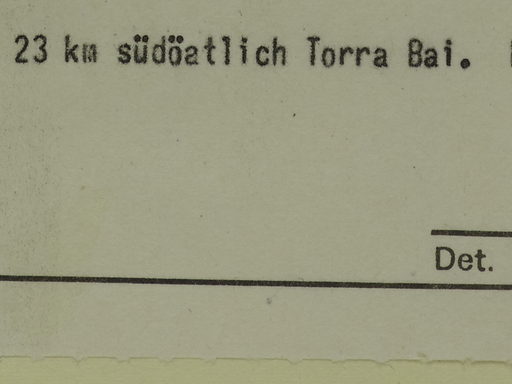 23 km südöatlich Torra Bai.
Det.